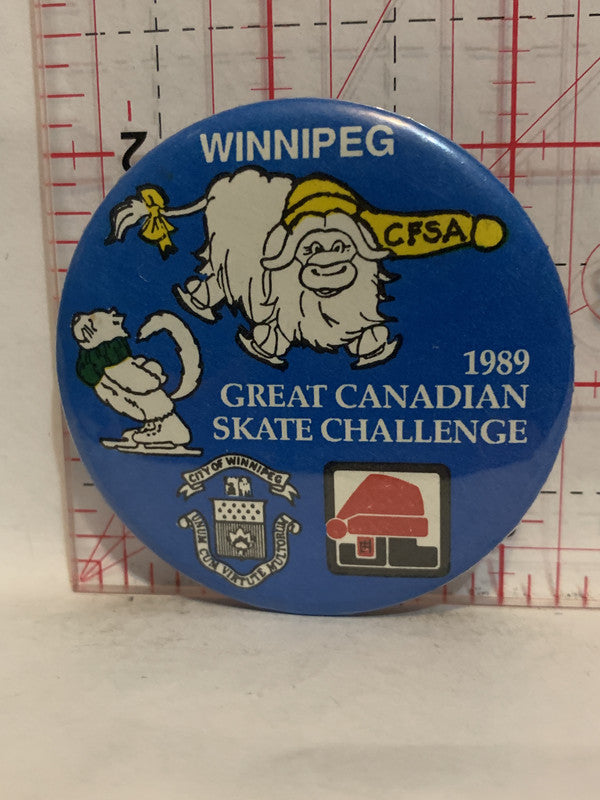 7
WINNIPEG
CFSA
1989
GREAT CANADIAN
SKATE CHALLENGE
CITY OF WINNIPEG
UNUM CUM VIRTUTE MULTORUM